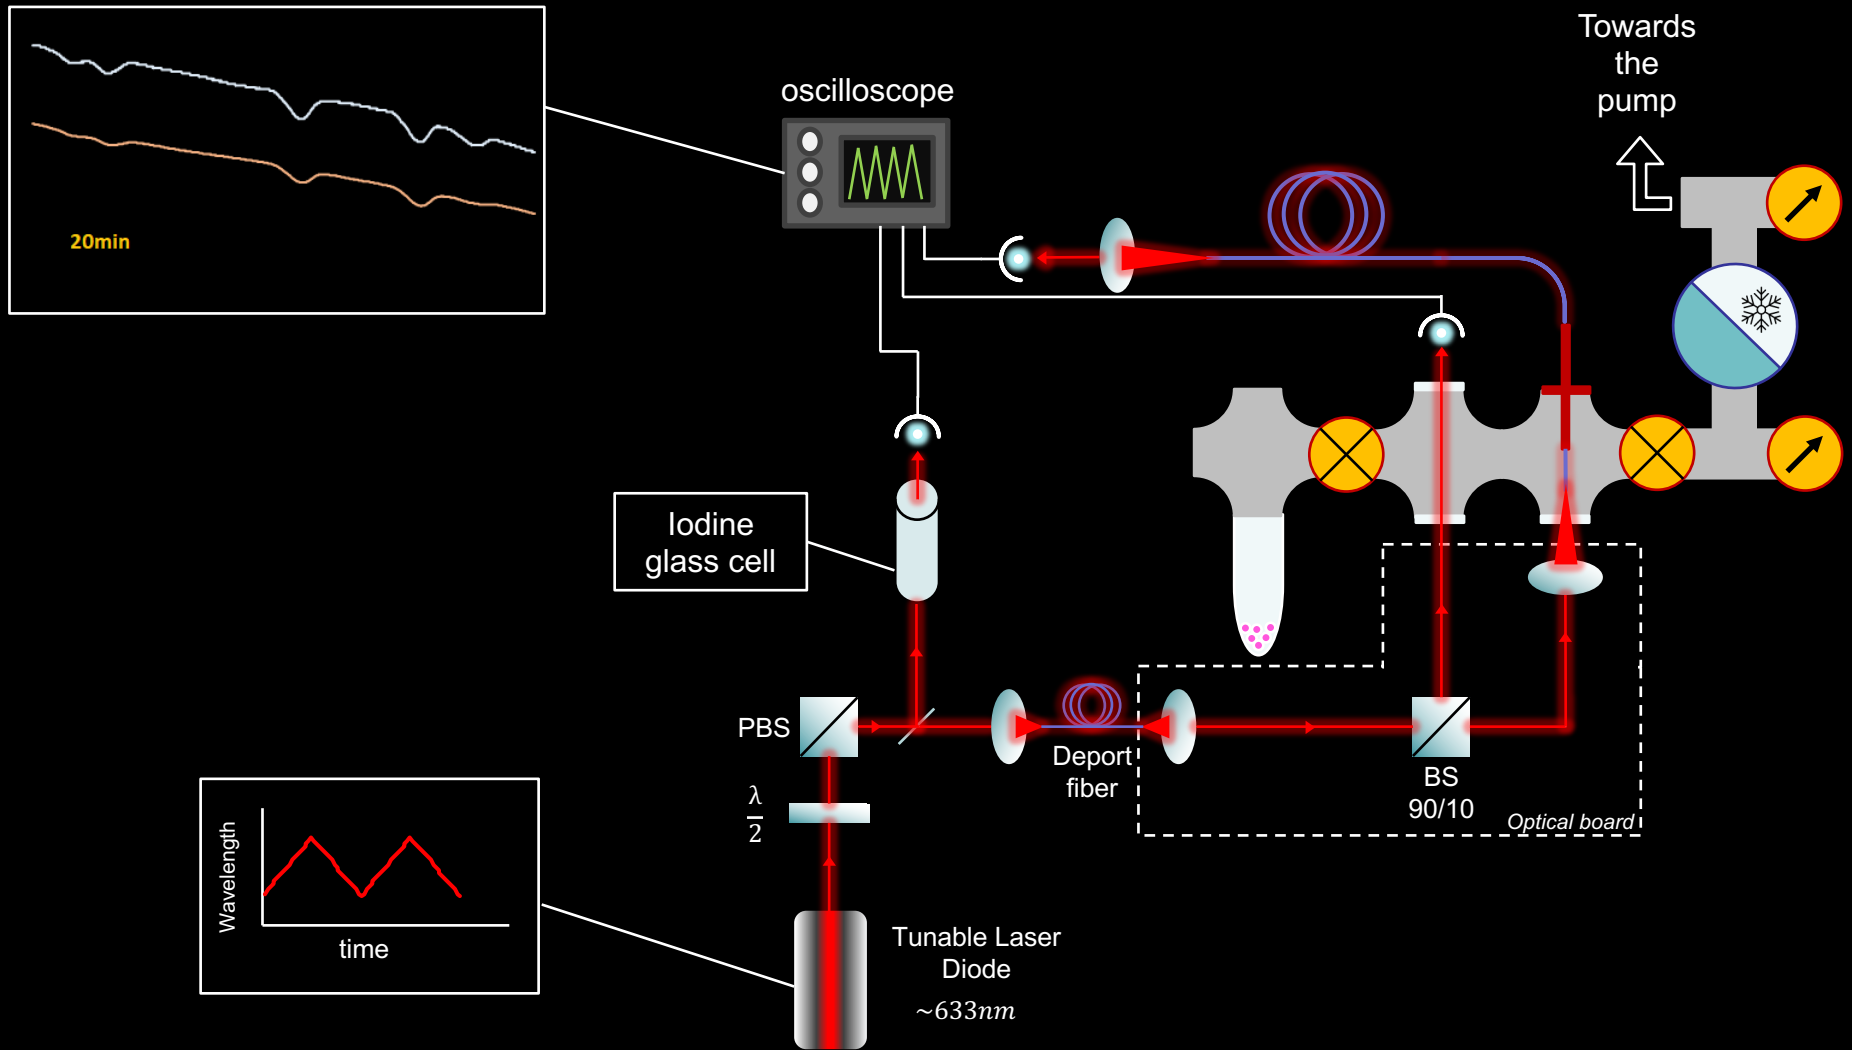 Towards
the
pump
oscilloscope
20min
Iodine
glass cell
PBS
Deport
fiber
BS
90/10
Optical board
λ
2
Wavelength
time
Tunable Laser
Diode
~633nm